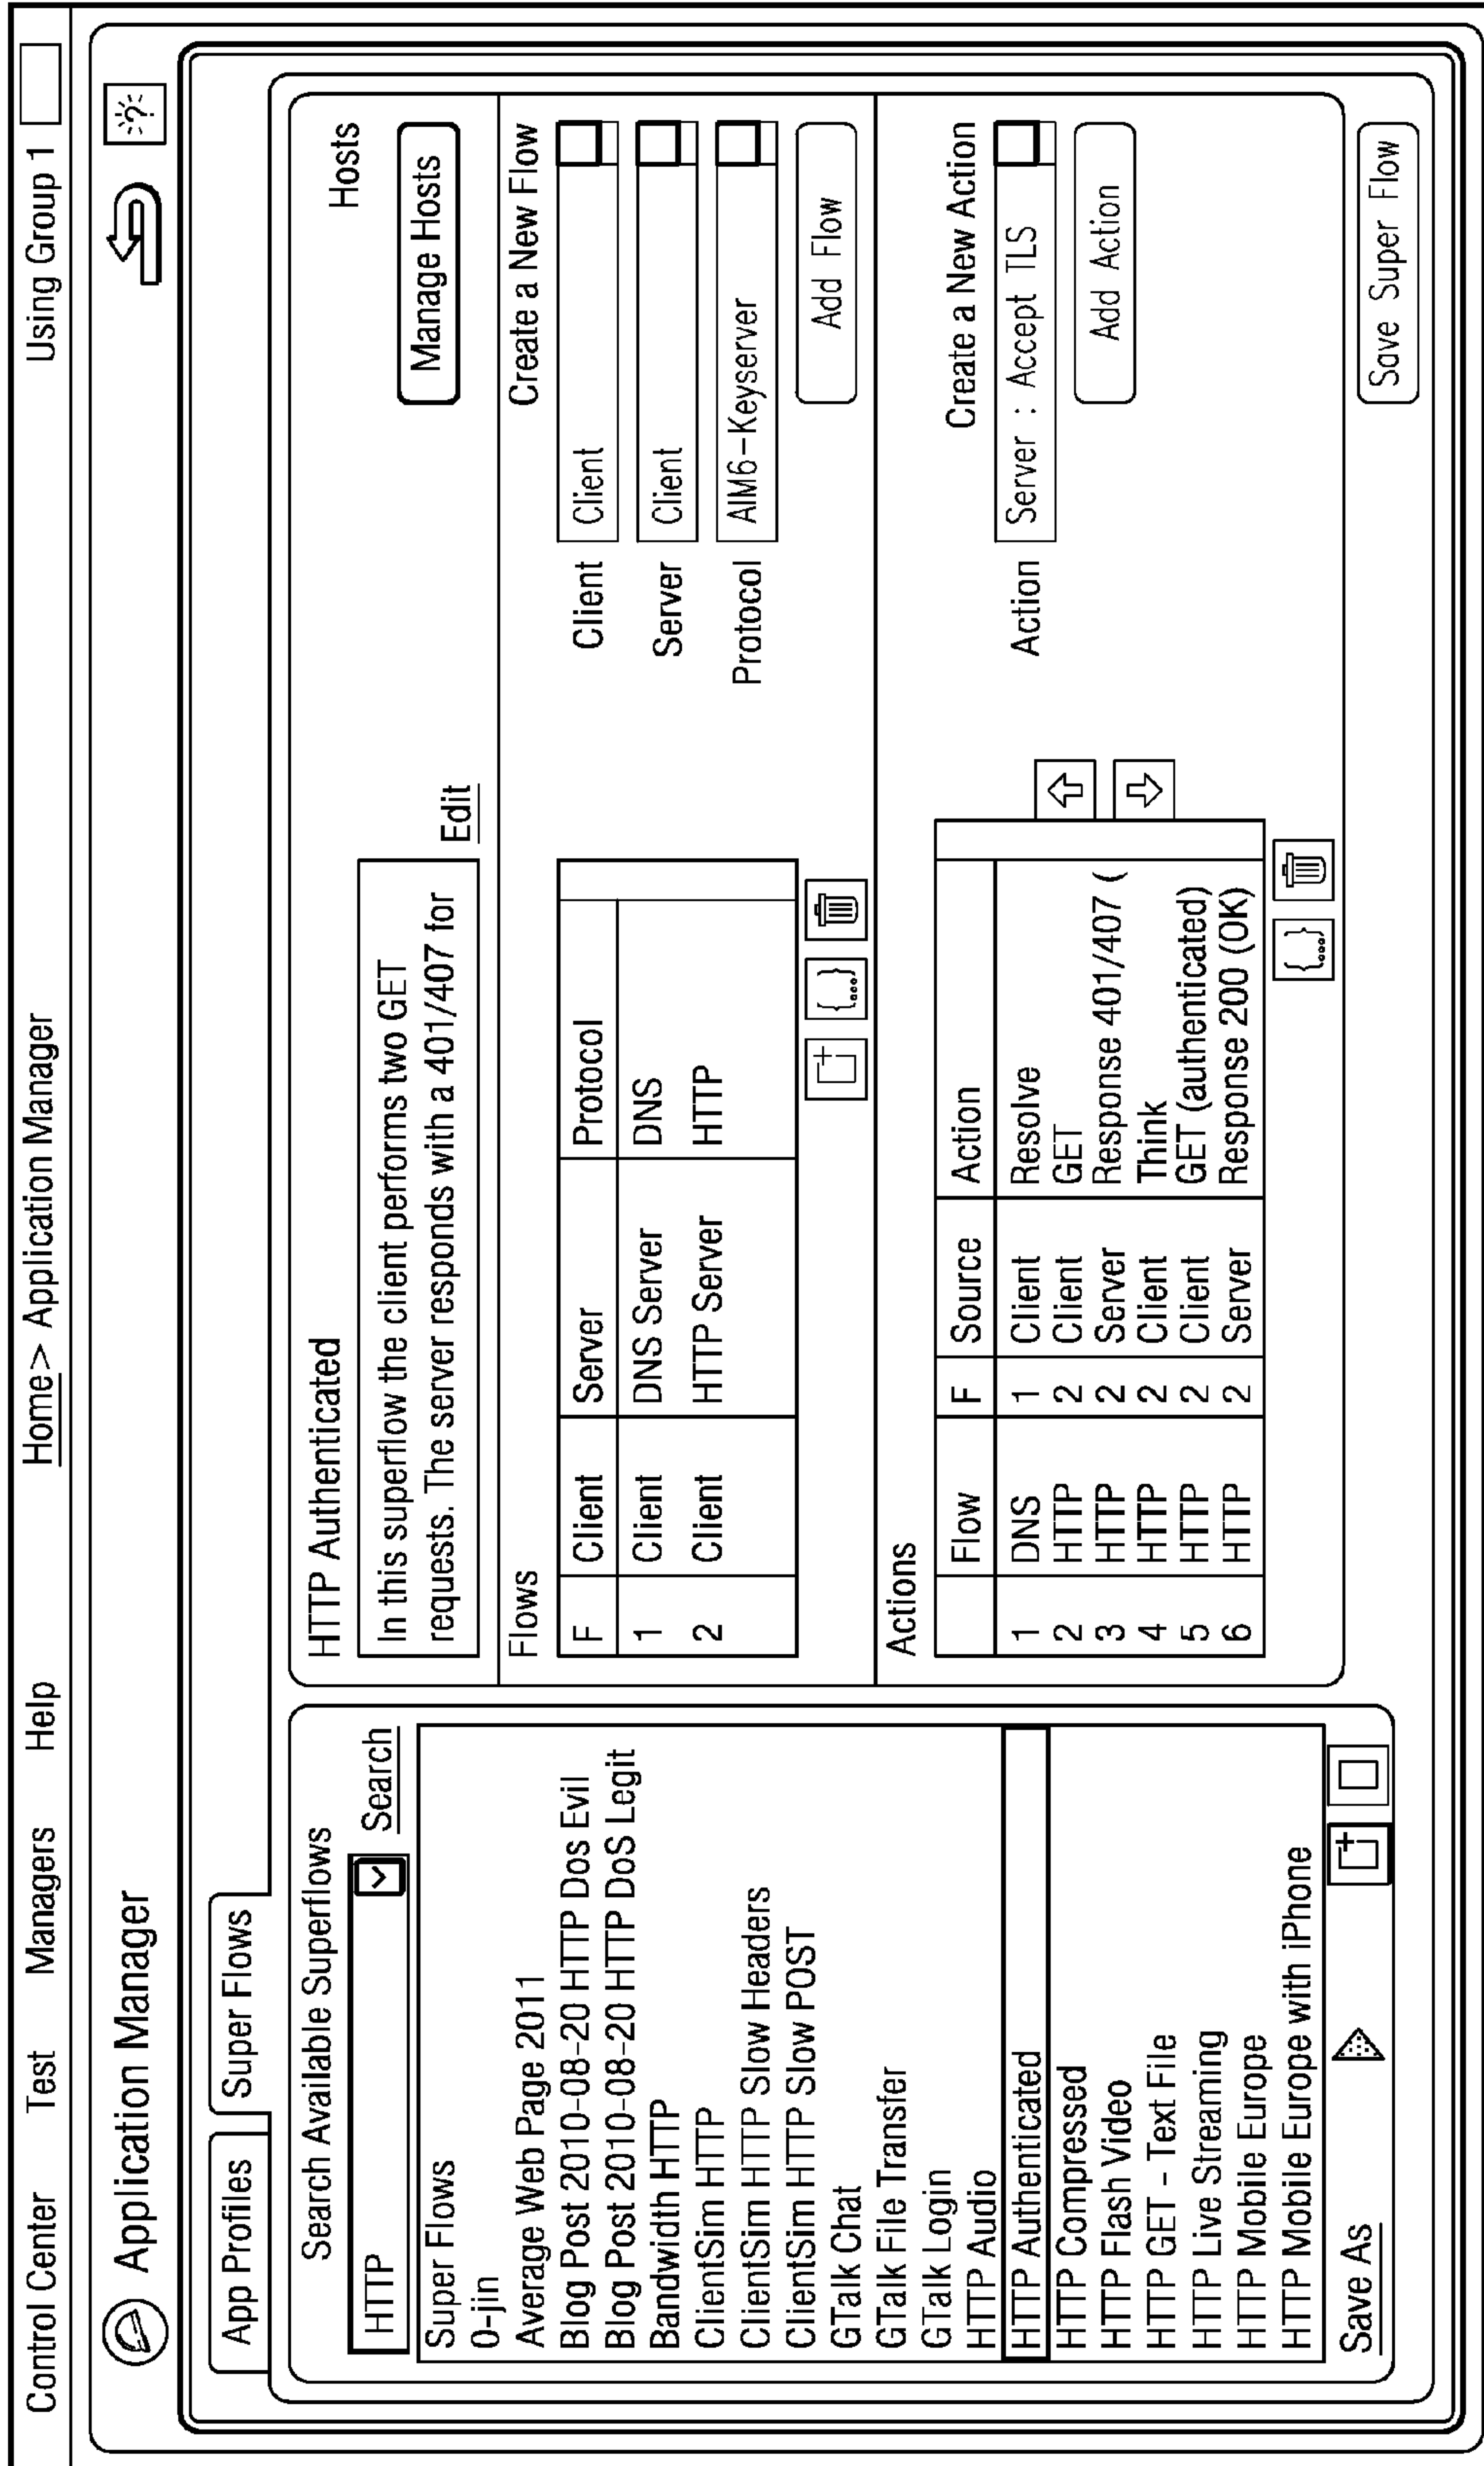 Control Center Test Managers Help Home > Application Manager Using Group 1
Application Manager
App Profiles Super Flows
Search Available Superflows
HTTP Search
Super Flows
0-jin
Average Web Page 2011
Blog Post 2010-08-20 HTTP Dos Evil
Blog Post 2010-08-20 HTTP DoS Legit
Bandwidth HTTP
ClientSim HTTP
ClientSim HTTP Slow Headers
ClientSim HTTP Slow POST
GTalk Chat
GTalk File Transfer
GTalk Login
HTTP Audio
HTTP Authenticated
HTTP Compressed
HTTP Flash Video
HTTP GET - Text File
HTTP Live Streaming
HTTP Mobile Europe
HTTP Mobile Europe with iPhone
Save As
HTTP Authenticated
In this superflow the client performs two GET
requests. The server responds with a 401/407 for
Edit
Hosts
Manage Hosts
Flows
F Client Server Protocol
1 Client DNS Server DNS
2 Client HTTP Server HTTP
{...}
Create a New Flow
Client Client
Server Client
Protocol AIM6-Keyserver
Add Flow
Actions
Flow F Source Action
1 DNS 1 Client Resolve
2 HTTP 2 Client GET
3 HTTP 2 Server Response 401/407 (
4 HTTP 2 Client Think
5 HTTP 2 Client GET (authenticated)
6 HTTP 2 Server Response 200 (OK)
{...}
Create a New Action
Action Server : Accept TLS
Add Action
Save Super Flow